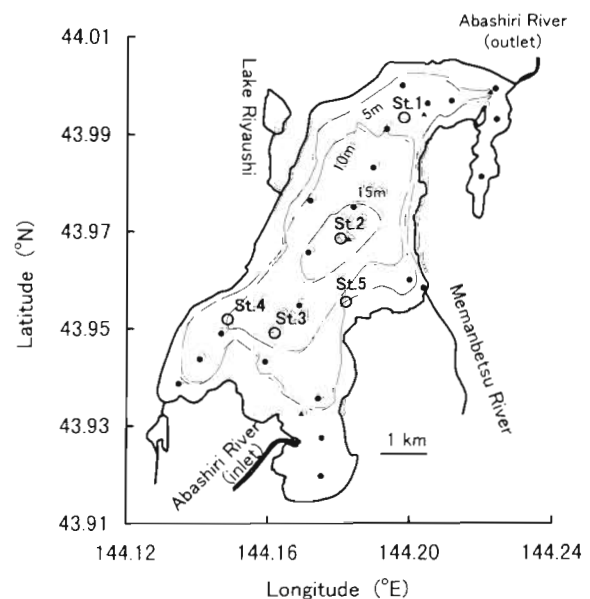 Abashiri River
(outlet)
44.01
Lake Riyaushi
5m
St.1
43.99
10m
15m
43.97
St.2
St.5
St.4
St.3
Latitude (°N)
43.95
Memanbetsu River
43.93
Abashiri River
(inlet)
1 km
43.91
144.12
144.16
144.20
144.24
Longitude (°E)